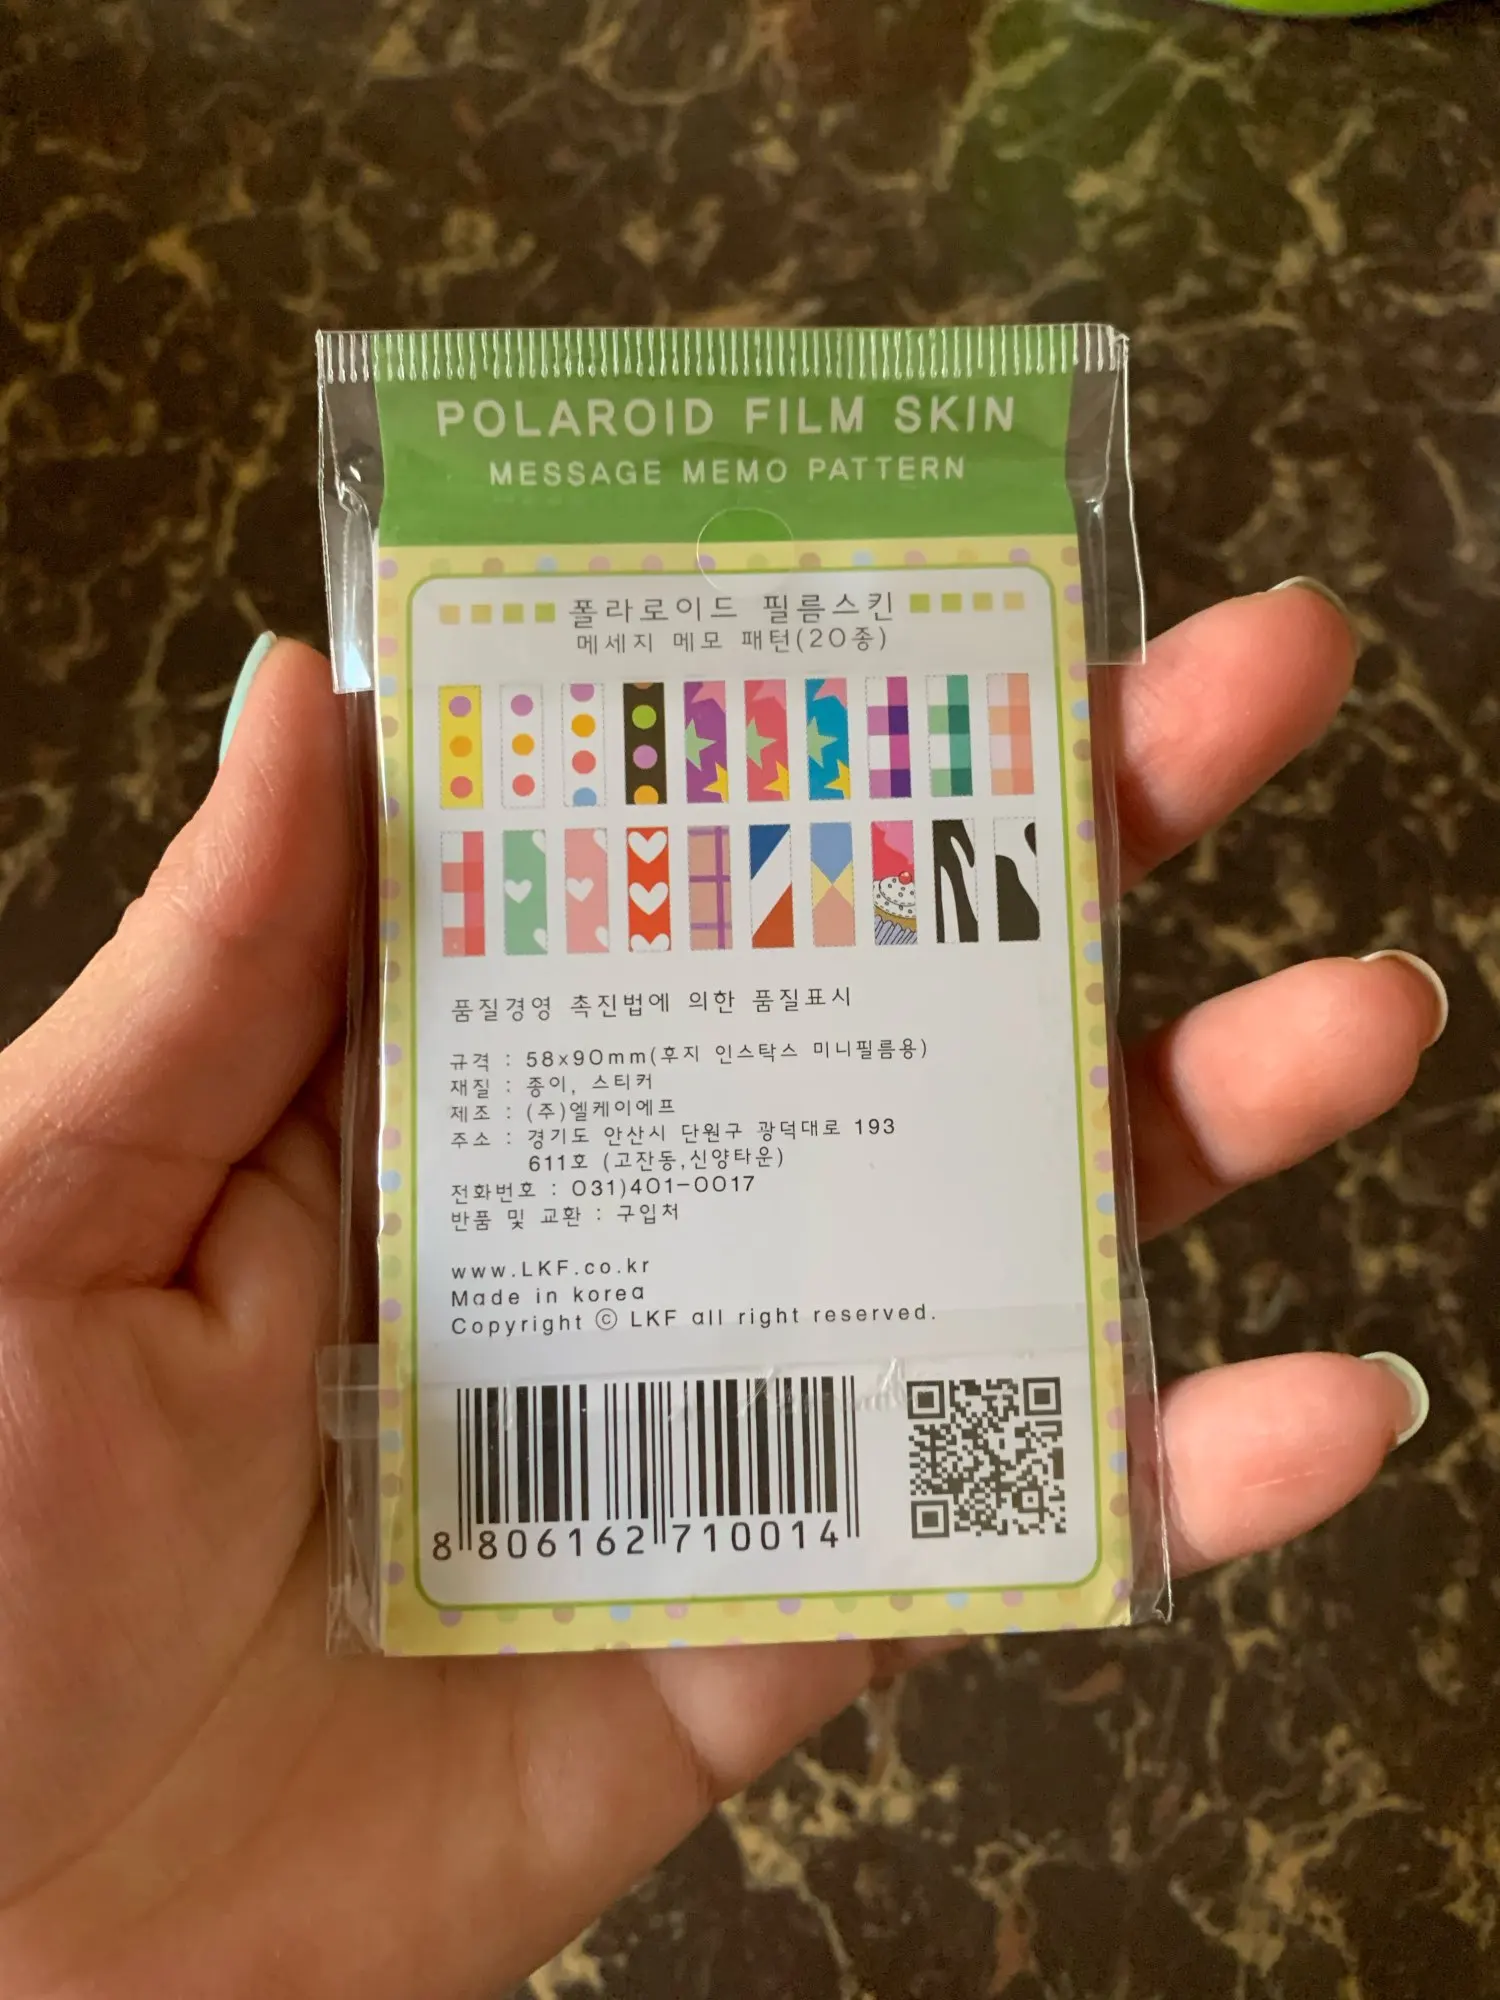 POLAROID FILM SKIN
MESSAGE MEMO PATTERN
폴라로이드 필름스킨
메세지 메모 패턴(20종)
품질경영 촉진법에 의한 품질표시
규격 : 58x90mm(후지 인스탁스 미니필름용)
재질 : 종이, 스티커
제조 : (주)엘케이에프
주소 : 경기도 안산시 단원구 광덕대로 193
611호 (고잔동,신양타운)
전화번호 : 031)401-0017
반품 및 교환 : 구입처
www.LKF.co.kr
Made in korea
Copyright ⓒ LKF all right reserved.
8 806162 710014